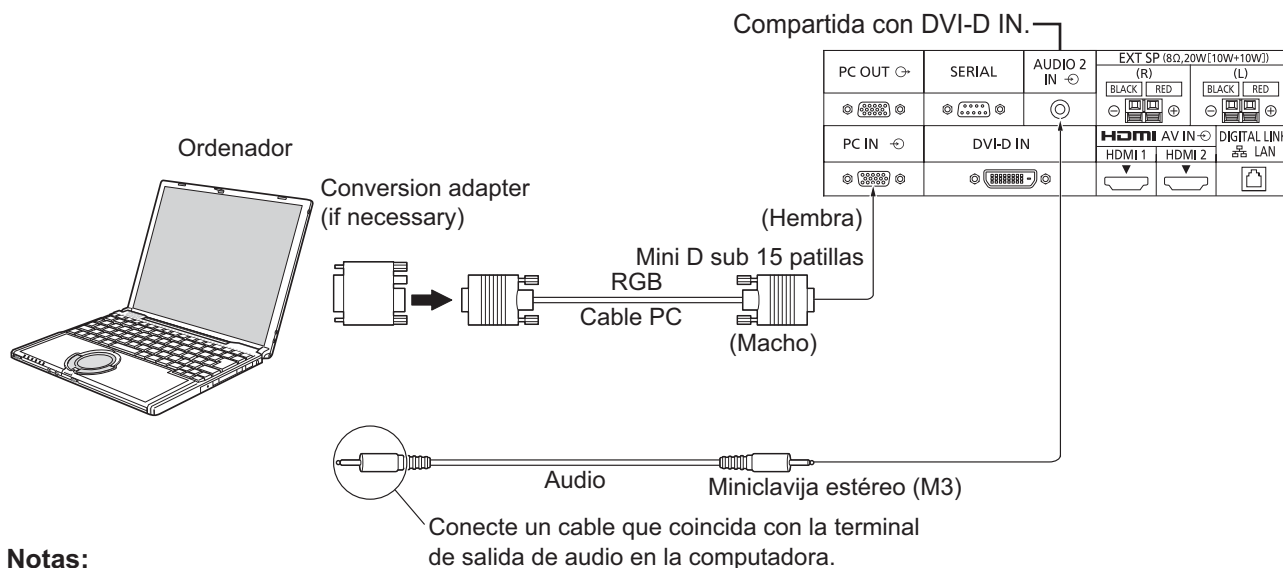 Compartida con DVI-D IN.
PC OUT
SERIAL
AUDIO 2
IN
EXT SP (8Ω,20W[10W+10W])
(R)
(L)
BLACK RED
BLACK RED
PC IN
DVI-D IN
HDMI AV IN
DIGITAL LINK
LAN
HDMI 1
HDMI 2
Ordenador
Conversion adapter
(if necessary)
(Hembra)
Mini D sub 15 patillas
RGB
Cable PC
(Macho)
Audio
Miniclavija estéreo (M3)
Conecte un cable que coincida con la terminal
de salida de audio en la computadora.
Notas: